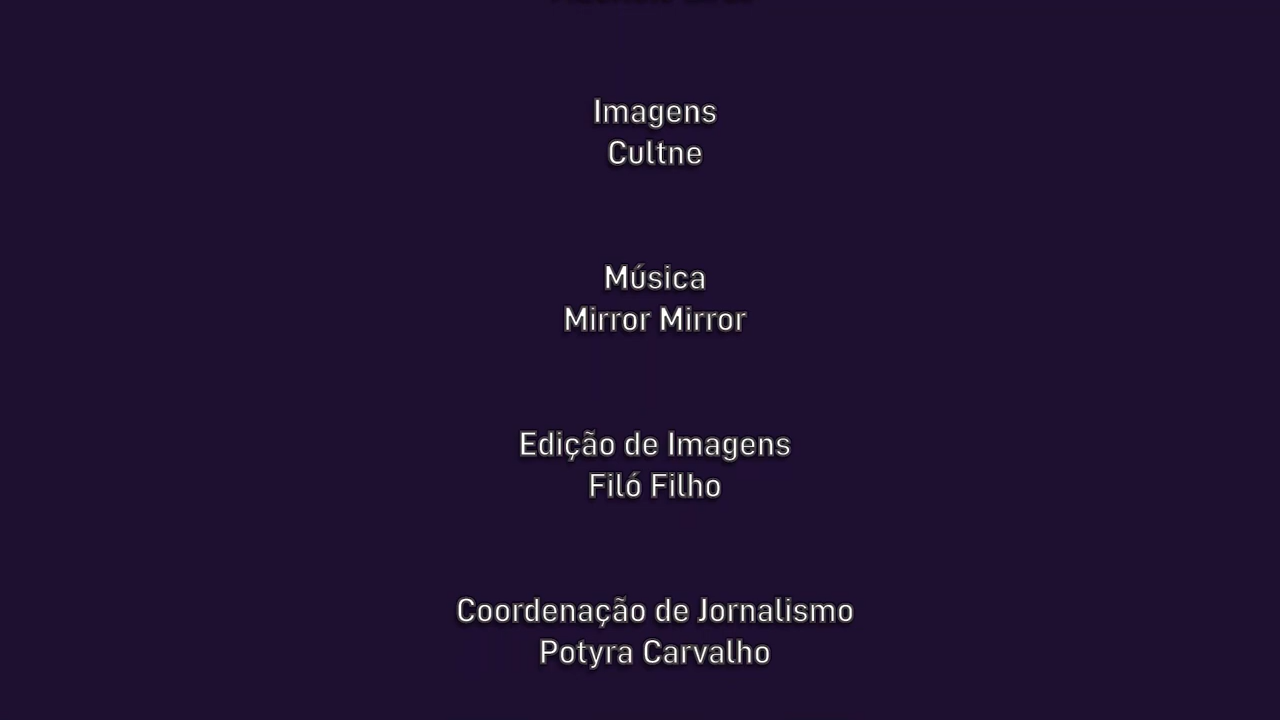 Imagens
Cultne
Música
Mirror Mirror
Edição de Imagens
Filó Filho
Coordenação de Jornalismo
Potyra Carvalho